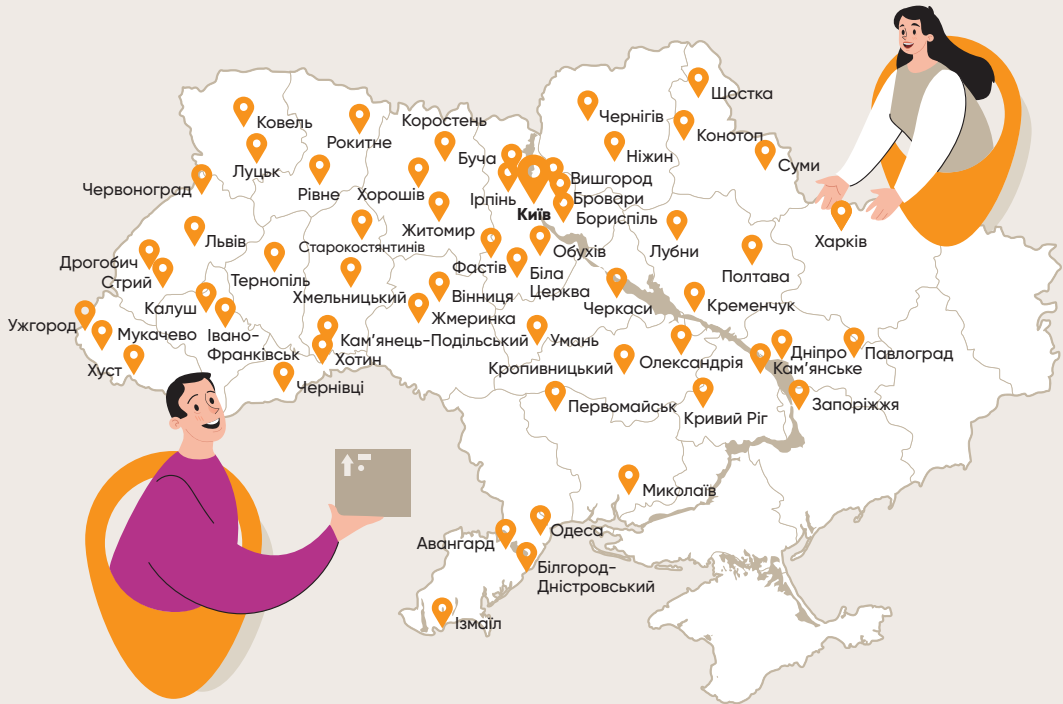 Шостка
Ковель
Чернігів
Коростень
Рокитне
Конотоп
Буча
Ніжин
Луцьк
Суми
Вишгород
Червоноград
Рівне
Хорошів
Ірпінь
Бровари
Київ
Бориспіль
Житомир
Львів
Харків
Старокостянтинів
Обухів
Лубни
Дрогобич
Фастів
Стрий
Тернопіль
Біла
Церква
Полтава
Хмельницький
Вінниця
Черкаси
Кременчук
Калуш
Жмеринка
Ужгород
Мукачево
Івано-
Франківськ
Кам'янець-Подільський
Умань
Хотин
Дніпро
Павлоград
Хуст
Кропивницький
Олександрія
Кам'янське
Чернівці
Первомайськ
Кривий Ріг
Запоріжжя
Миколаїв
Одеса
Авангард
Білгород-
Дністровський
Ізмаїл